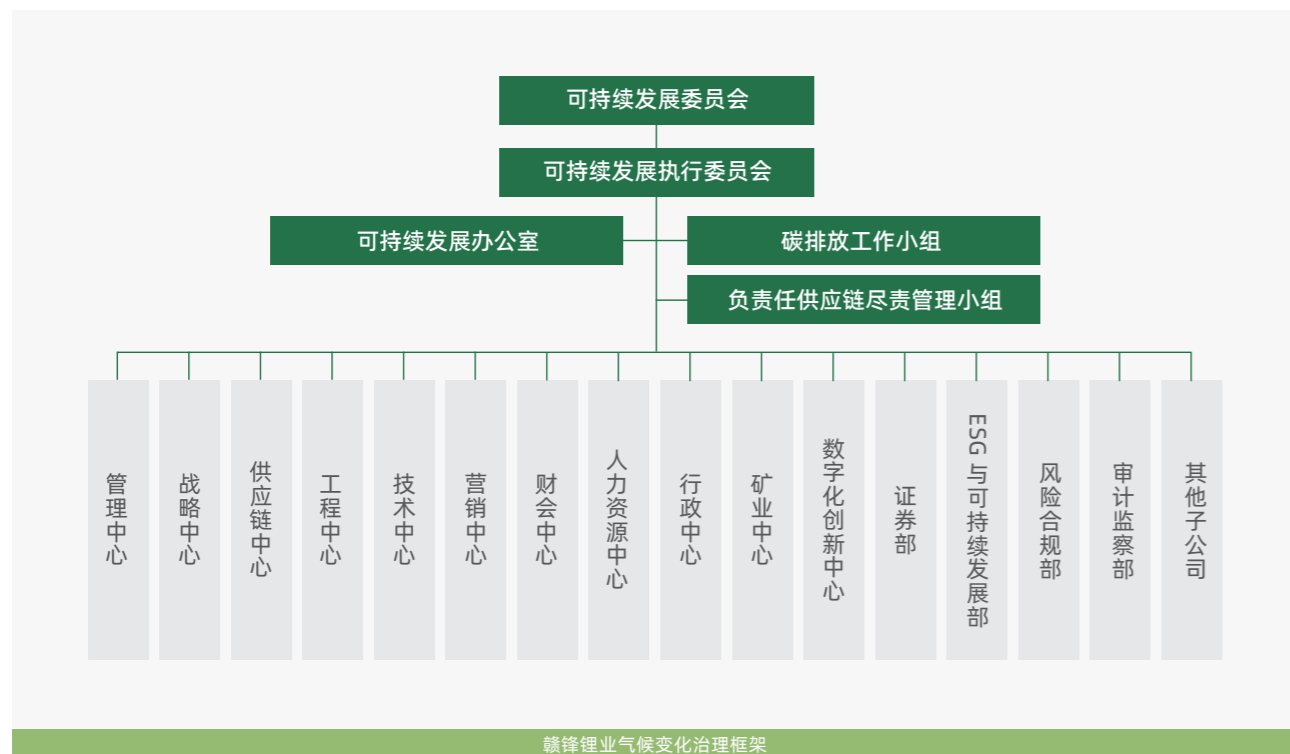 可持续发展委员会
可持续发展执行委员会
可持续发展办公室
碳排放工作小组
负责任供应链尽责管理小组
管理中心
战略中心
供应链中心
工程中心
技术中心
营销中心
财会中心
人力资源中心
行政中心
矿业中心
数字化创新中心
证券部
ESG 与可持续发展部
风险合规部
审计监察部
其他子公司
赣锋锂业气候变化治理框架